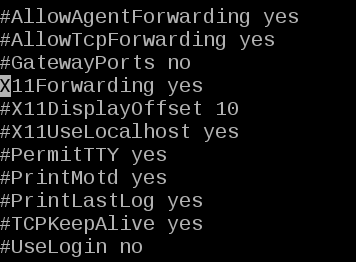 #AllowAgentForwarding yes
#AllowTcpForwarding yes
#GatewayPorts no
X11Forwarding yes
#X11DisplayOffset 10
#X11UseLocalhost yes
#PermitTTY yes
#PrintMotd yes
#PrintLastLog yes
#TCPKeepAlive yes
#UseLogin no